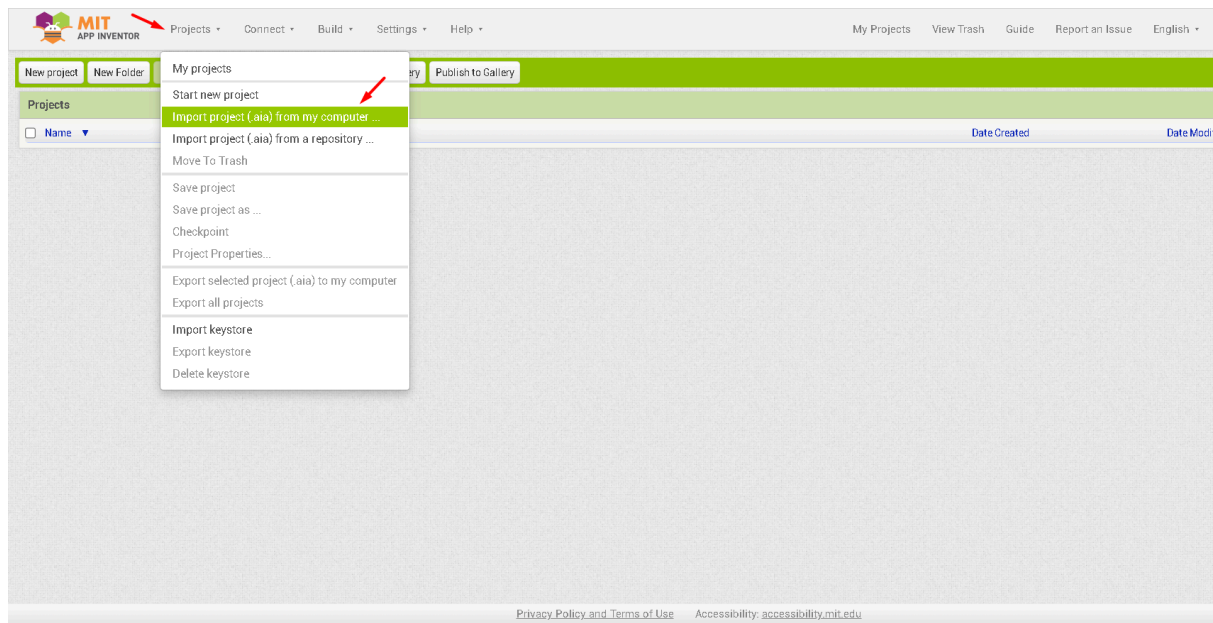 MIT
APP INVENTOR
Projects Connect Build Settings Help My Projects View Trash Guide Report an Issue English
New project New Folder Publish to Gallery
Projects
Name Date Created
My projects
Start new project
Import project (.aia) from my computer ...
Import project (.aia) from a repository ...
Move To Trash
Save project
Save project as ...
Checkpoint
Project Properties...
Export selected project (.aia) to my computer
Export all projects
Import keystore
Export keystore
Delete keystore
Privacy Policy and Terms of Use Accessibility: accessibility.mit.edu